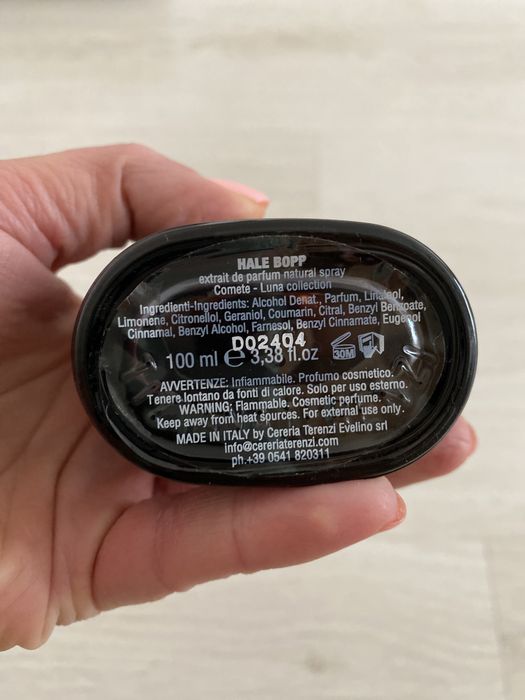 HALE BOPP
extrait de parfum natural spray
Comete - Luna collection
Ingredienti-Ingredients: Alcohol Denat., Parfum, Linalool,
Limonene, Citronellol, Geraniol, Coumarin, Citral, Benzyl Benzoate,
Cinnamal, Benzyl Alcohol, Farnesol, Benzyl Cinnamate, Eugenol
D02404
100 ml e 3,38 fl.oz 30M
AVVERTENZE: Infiammabile. Profumo cosmetico.
Tenere lontano da fonti di calore. Solo per uso esterno.
WARNING: Flammable. Cosmetic perfume.
Keep away from heat sources. For external use only.
MADE IN ITALY by Cereria Terenzi Evelino srl
info@cereriaterenzi.com
ph.+39 0541 820311